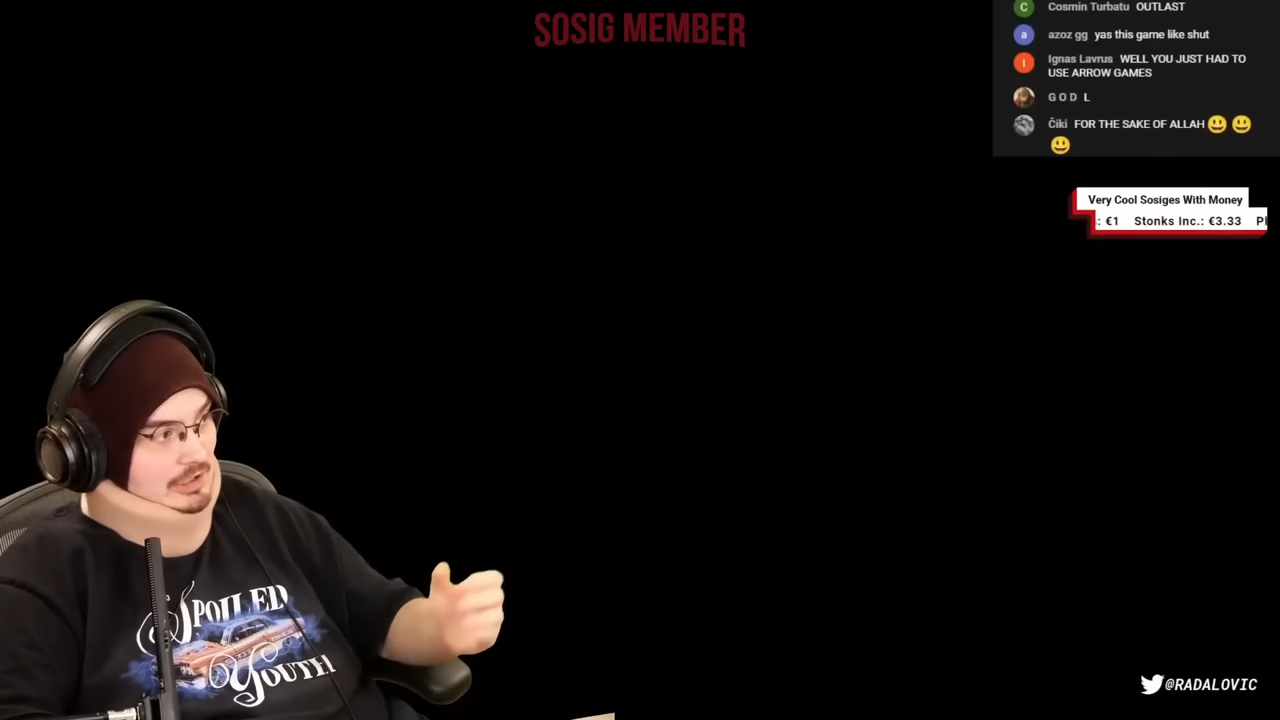 SOSIG MEMBER
C Cosmin Turbatu OUTLAST
a azoz gg yas this game like shut
I Ignas Lavrus WELL YOU JUST HAD TO
USE ARROW GAMES
G O D L
Čiki FOR THE SAKE OF ALLAH😃 😃
😃
Very Cool Sosiges With Money
: €1 Stonks Inc.: €3.33
SPOILED
YOUTH
@RADALOVIC